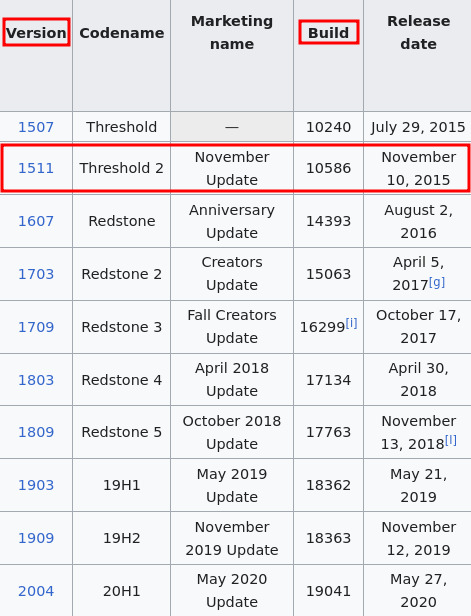 Version Codename Marketing name Build Release date
1507 Threshold — 10240 July 29, 2015
1511 Threshold 2 November Update 10586 November 10, 2015
1607 Redstone Anniversary Update 14393 August 2, 2016
1703 Redstone 2 Creators Update 15063 April 5, 2017[g]
1709 Redstone 3 Fall Creators Update 16299[i] October 17, 2017
1803 Redstone 4 April 2018 Update 17134 April 30, 2018
1809 Redstone 5 October 2018 Update 17763 November 13, 2018[l]
1903 19H1 May 2019 Update 18362 May 21, 2019
1909 19H2 November 2019 Update 18363 November 12, 2019
2004 20H1 May 2020 Update 19041 May 27, 2020